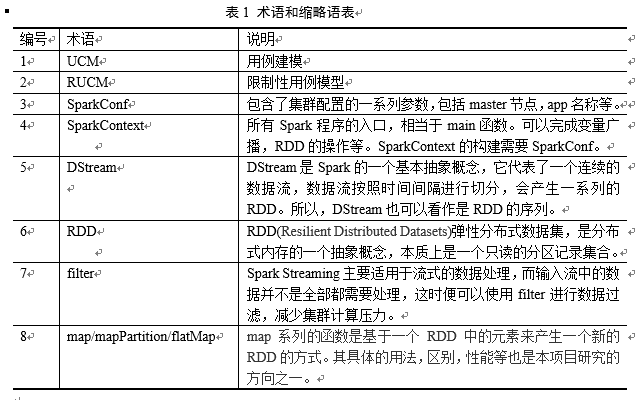 表 1 术语和缩略语表
编号 术语 说明
1 UCM 用例建模
2 RUCM 限制性用例模型
3 SparkConf 包含了集群配置的一系列参数，包括 master 节点，app 名称等。
4 SparkContext 所有 Spark 程序的入口，相当于 main 函数。可以完成变量广
播，RDD 的操作等。SparkContext 的构建需要 SparkConf。
5 DStream DStream 是 Spark 的一个基本抽象概念，它代表了一个连续的
数据流，数据流按照时间间隔进行切分，会产生一系列的
RDD。所以，DStream 也可以看作是 RDD 的序列。
6 RDD RDD(Resilient Distributed Datasets)弹性分布式数据集，是分布
式内存的一个抽象概念，本质上是一个只读的分区记录集合。
7 filter Spark Streaming 主要适用于流式的数据处理，而输入流中的数
据并不是全部都需要处理，这时便可以使用 filter 进行数据过
滤，减少集群计算压力。
8 map/mapPartition/flatMap map 系列的函数是基于一个 RDD 中的元素来产生一个新的
RDD 的方式。其具体的用法，区别，性能等也是本项目研究的
方向之一。